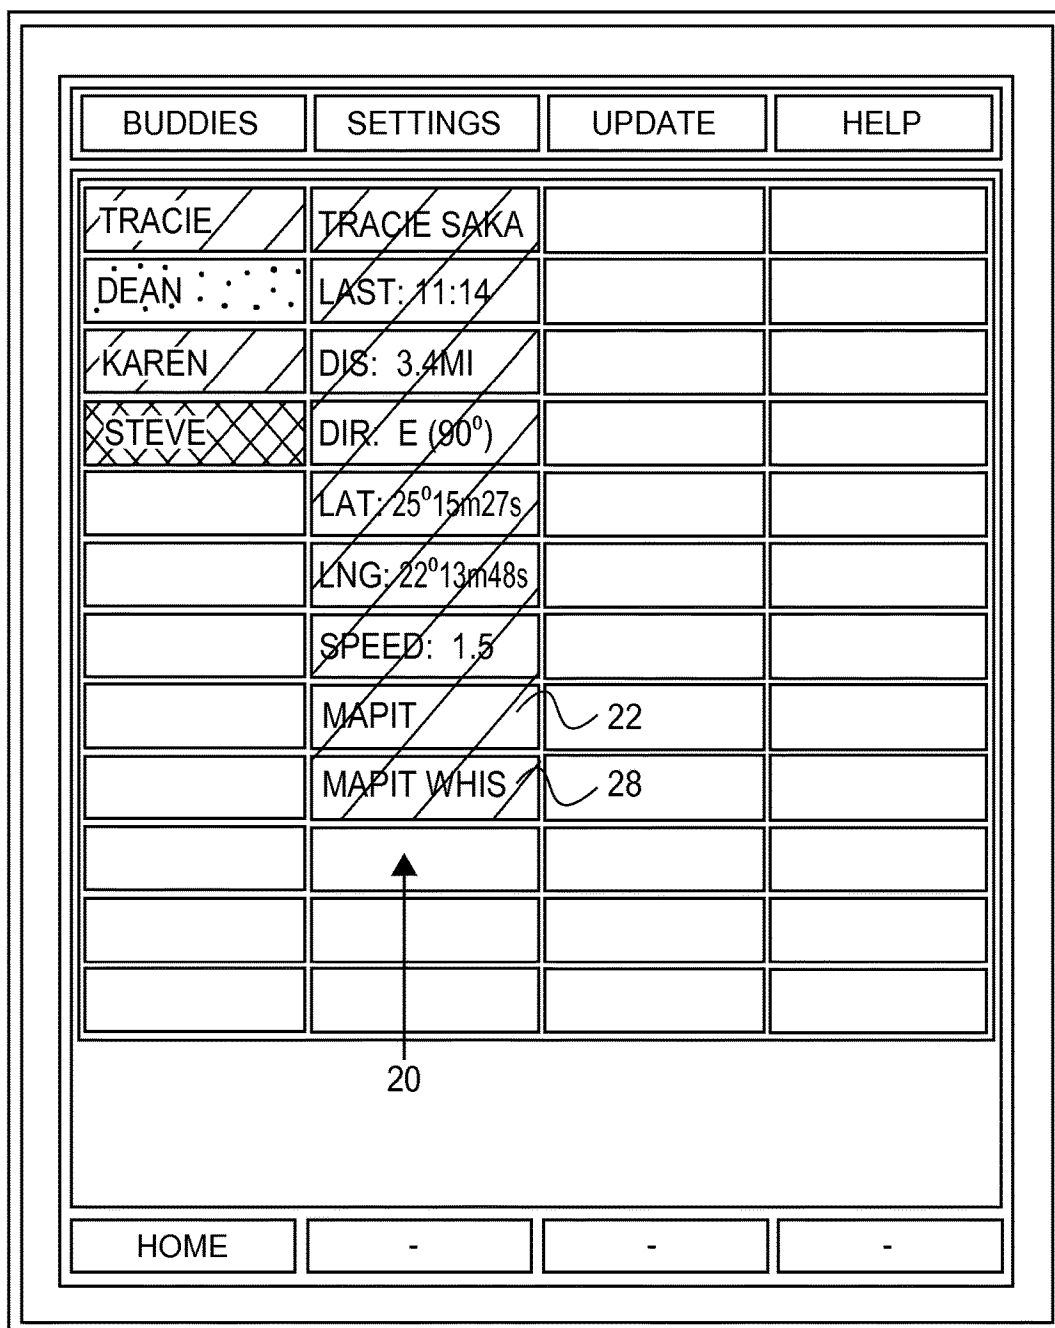 BUDDIES SETTINGS UPDATE HELP
TRACIE TRACIE SAKA
DEAN LAST: 11:14
KAREN DIS: 3.4MI
STEVE DIR: E (90⁰)
LAT: 25⁰15m27s
LNG: 22⁰13m48s
SPEED: 1.5
MAPIT 22
MAPIT WHIS 28
20
HOME - - -